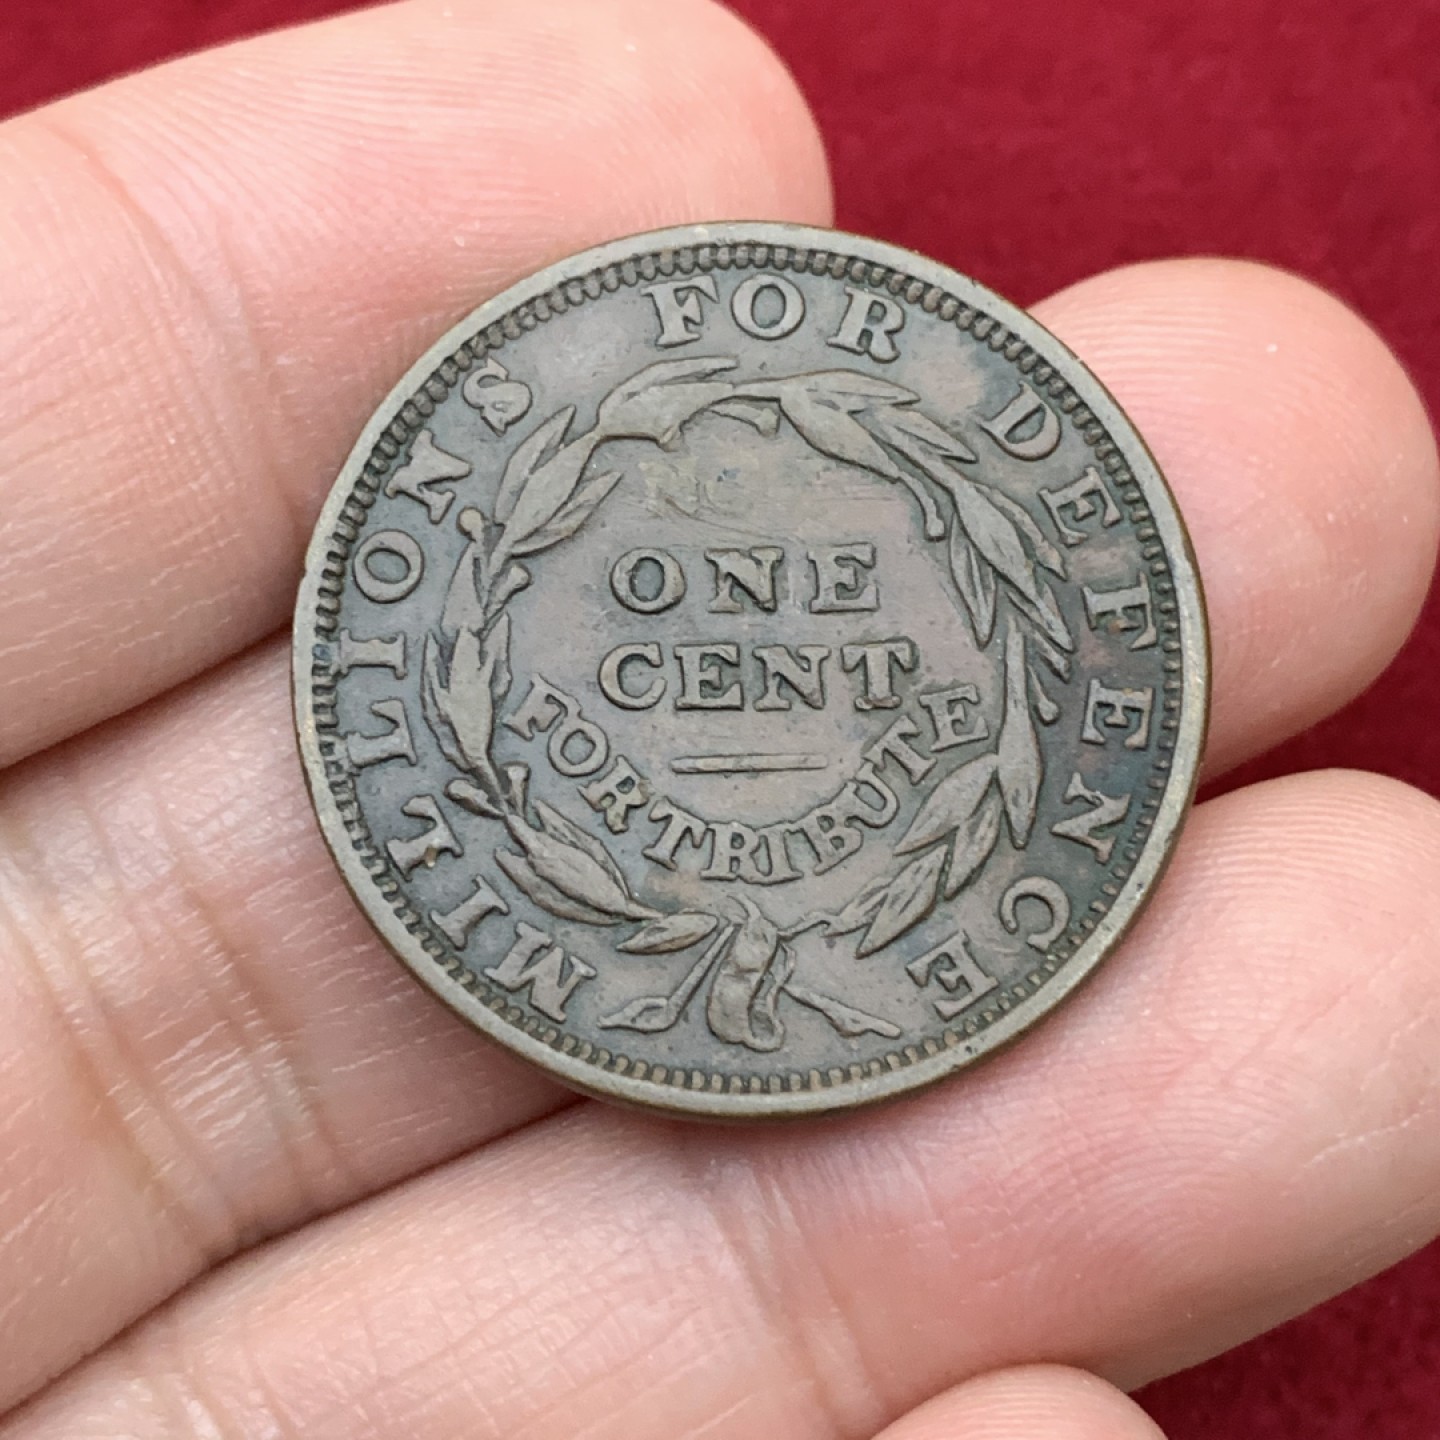 MILLIONS FOR DEFENCE
ONE
CENT
FOR TRIBUTE